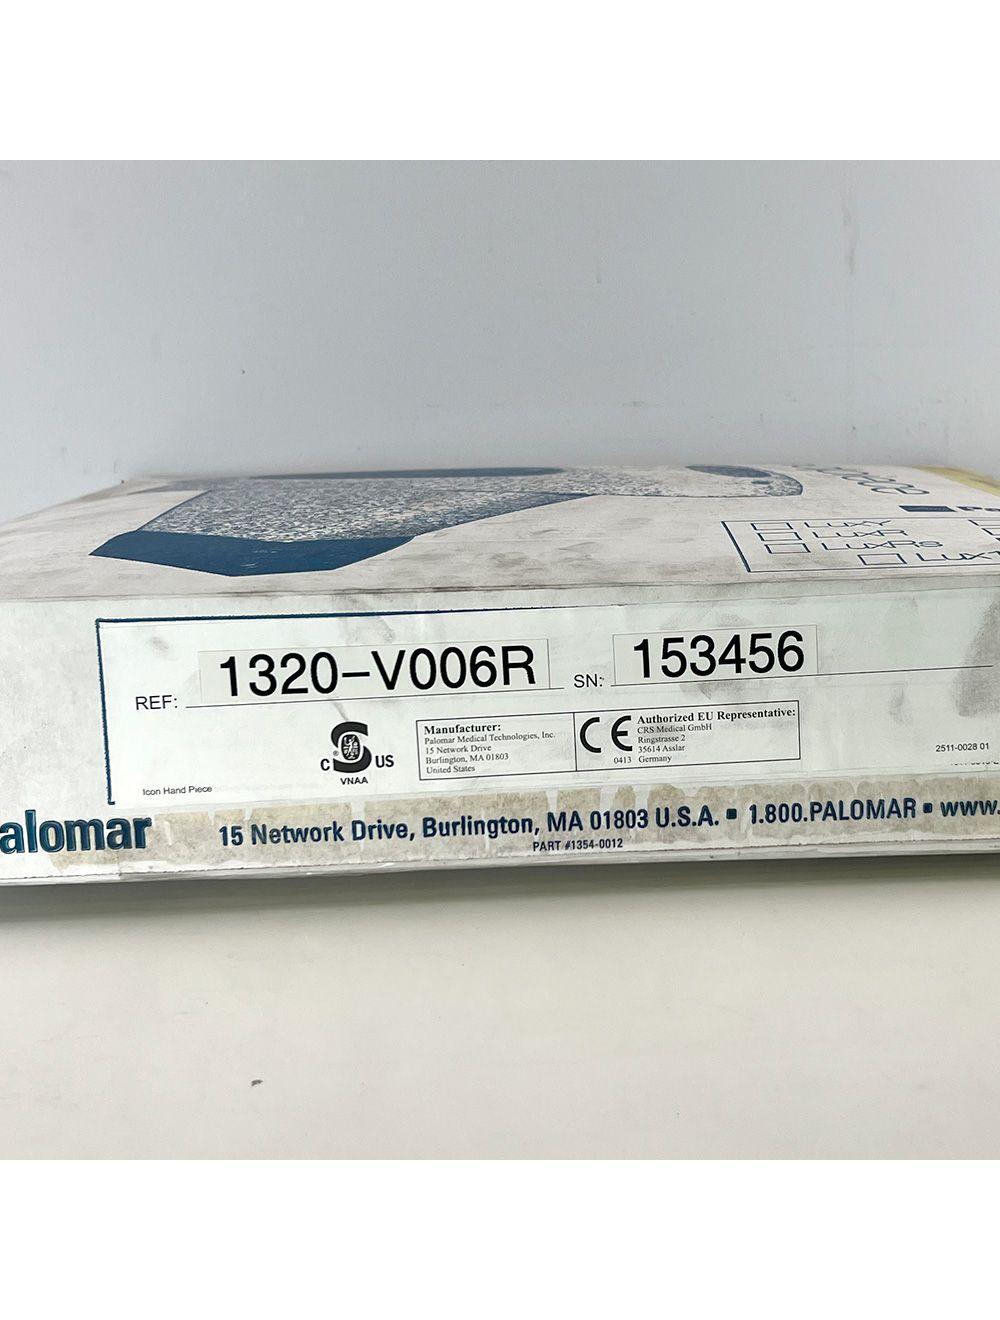 LUXY
LUXR
LUXRS
REF: 1320-V006R SN: 153456
C ® US
VNAA
Manufacturer:
Palomar Medical Technologies, Inc.
15 Network Drive
Burlington, MA 01803
United States
CE
0413
Authorized EU Representative:
CRS Medical GmbH
Ringstrasse 2
35614 Asslar
Germany
2511-0028 01
Icon Hand Piece
alomar 15 Network Drive, Burlington, MA 01803 U.S.A. ▪ 1.800.PALOMAR ▪ www.
PART #1354-0012